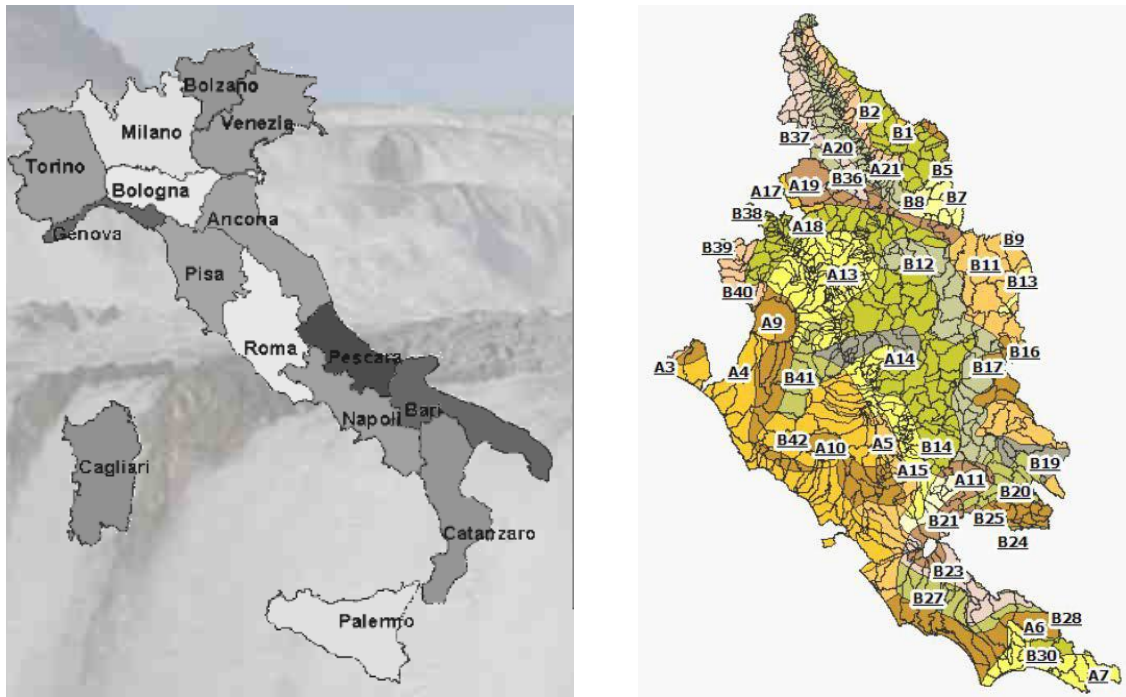 Bolzano
Milano
Venezia
Torino
Bologna
Ancona
Genova
Pisa
Roma
Pescara
Napoli
Bari
Cagliari
Catanzaro
Palermo
B2
B1
B37
A20
A21
B5
A17
A19
B36
B8
B7
B38
A18
B39
B9
B12
B11
A13
B13
B40
A9
B16
A3
A4
A14
B17
B41
B42
A10
A5
B14
B19
A15
A11
B20
B21
B25
B24
B23
B27
B28
A6
B30
A7